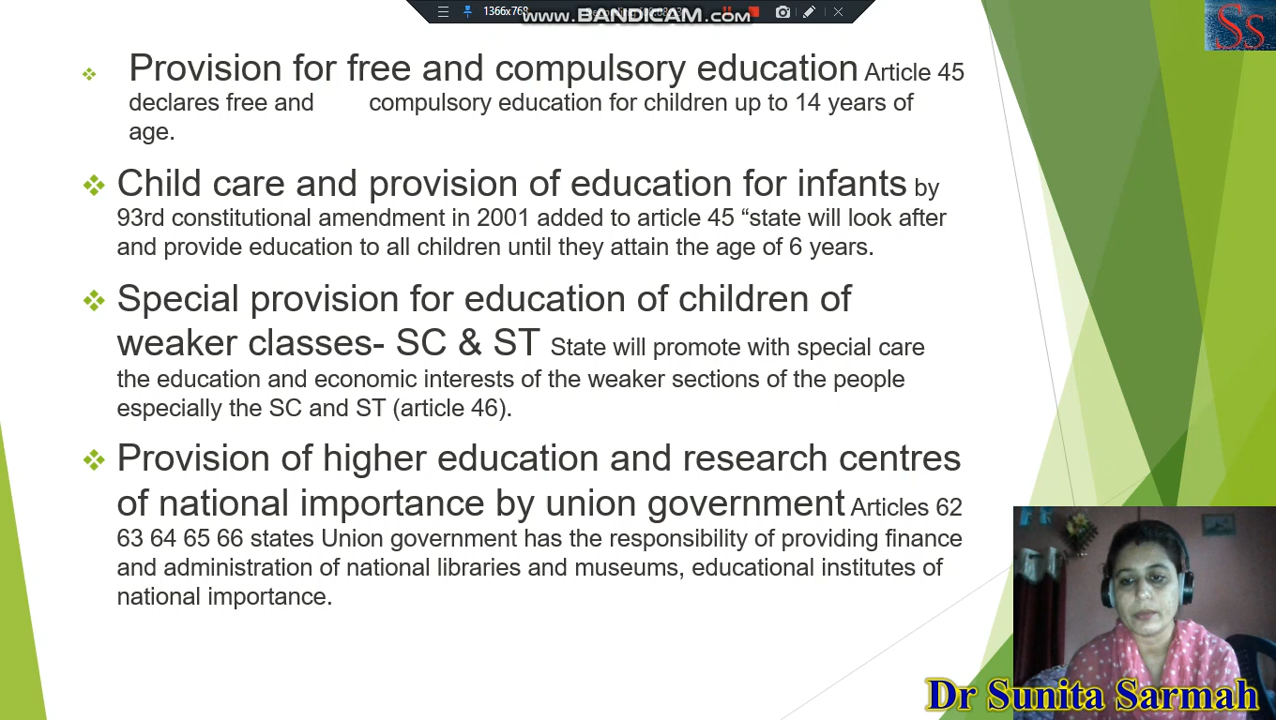 1366x768
www.BANDICAM.com
Ss
Provision for free and compulsory education Article 45
declares free and compulsory education for children up to 14 years of
age.
Child care and provision of education for infants by
93rd constitutional amendment in 2001 added to article 45 “state will look after
and provide education to all children until they attain the age of 6 years.
Special provision for education of children of
weaker classes- SC & ST State will promote with special care
the education and economic interests of the weaker sections of the people
especially the SC and ST (article 46).
Provision of higher education and research centres
of national importance by union government Articles 62
63 64 65 66 states Union government has the responsibility of providing finance
and administration of national libraries and museums, educational institutes of
national importance.
Dr Sunita Sarmah